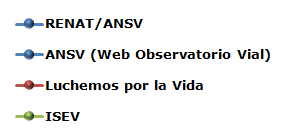 RENAT/ANSV
ANSV (Web Observatorio Vial)
Luchemos por la Vida
ISEV